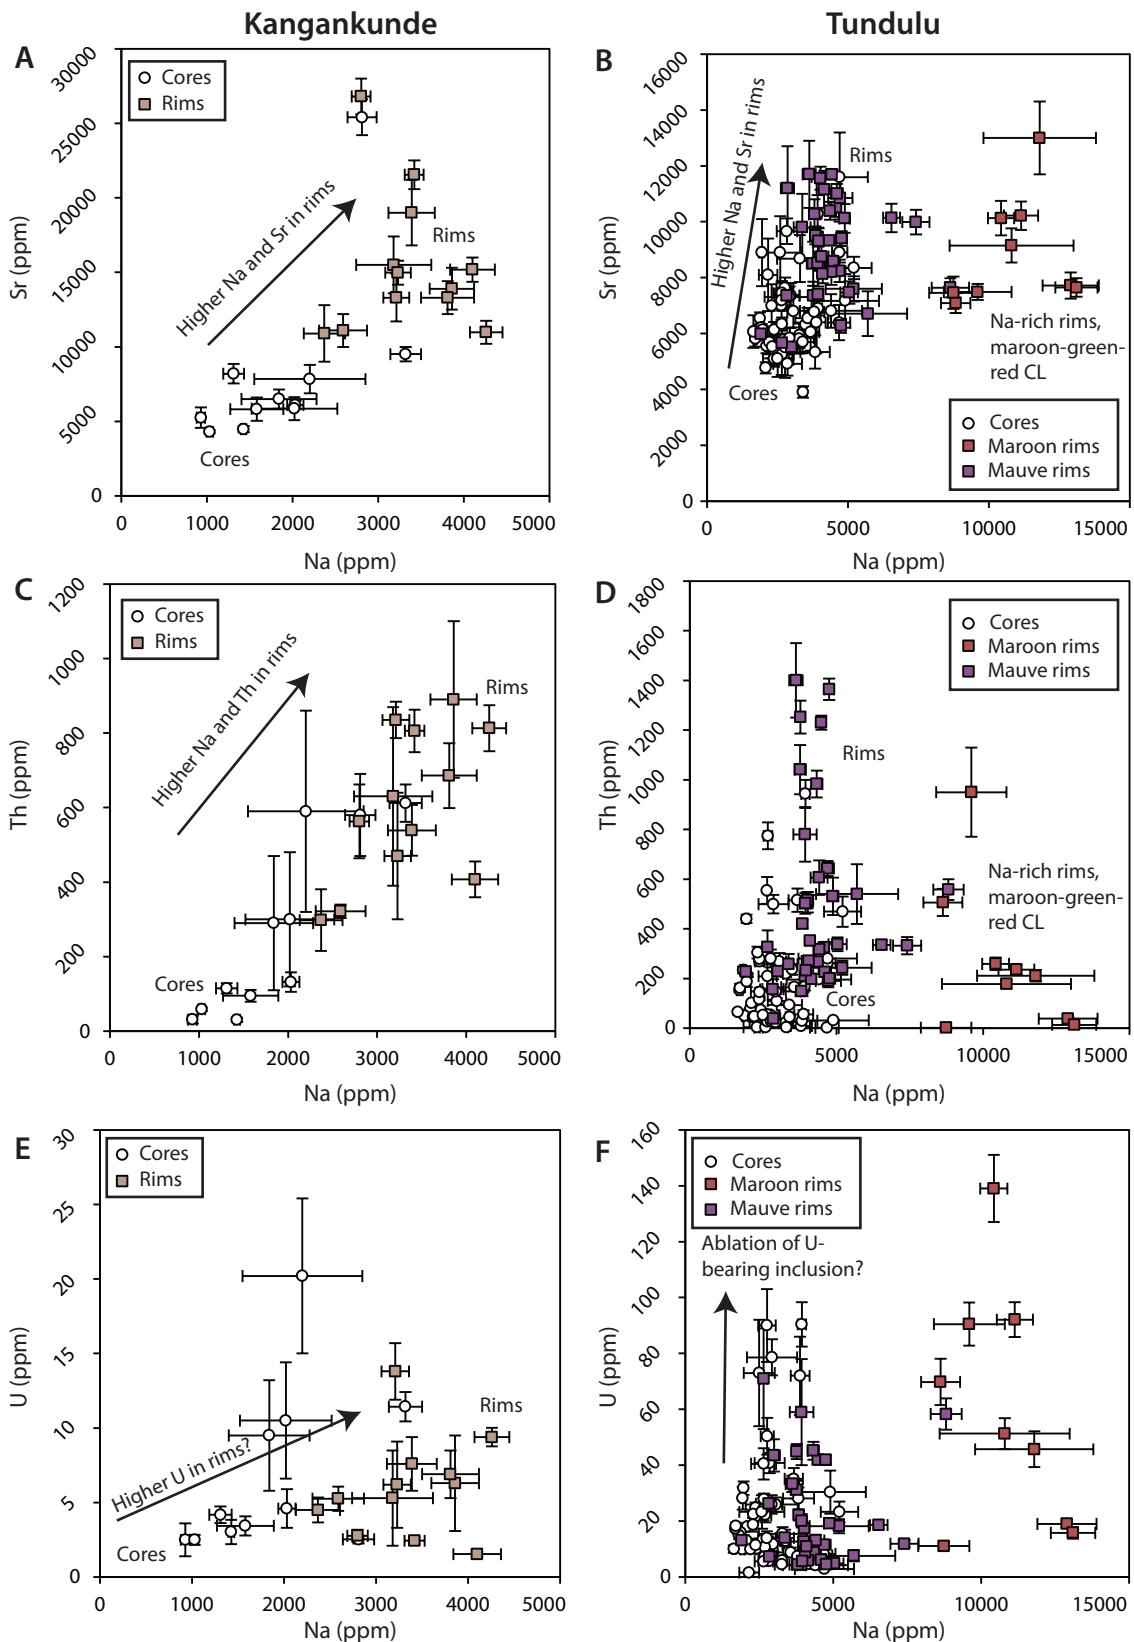 Kangankunde
Tundulu
A
30000
25000
20000
15000
10000
5000
0
Sr (ppm)
Cores
Rims
Higher Na and Sr in rims
Rims
Cores
0 1000 2000 3000 4000 5000
Na (ppm)
B
16000
14000
12000
10000
8000
6000
4000
2000
0
Sr (ppm)
Higher Na and Sr in rims
Rims
Cores
Na-rich rims,
maroon-green-
red CL
Cores
Maroon rims
Mauve rims
0 5000 10000 15000
Na (ppm)
C
1200
1000
800
600
400
200
0
Th (ppm)
Cores
Rims
Higher Na and Th in rims
Rims
Cores
0 1000 2000 3000 4000 5000
Na (ppm)
D
1800
1600
1400
1200
1000
800
600
400
200
0
Th (ppm)
Cores
Maroon rims
Mauve rims
Rims
Na-rich rims,
maroon-green-
red CL
Cores
0 5000 10000 15000
Na (ppm)
E
30
25
20
15
10
5
0
U (ppm)
Cores
Rims
Higher U in rims?
Rims
Cores
0 1000 2000 3000 4000 5000
Na (ppm)
F
160
140
120
100
80
60
40
20
0
U (ppm)
Cores
Maroon rims
Mauve rims
Ablation of U-
bearing inclusion?
0 5000 10000 15000
Na (ppm)